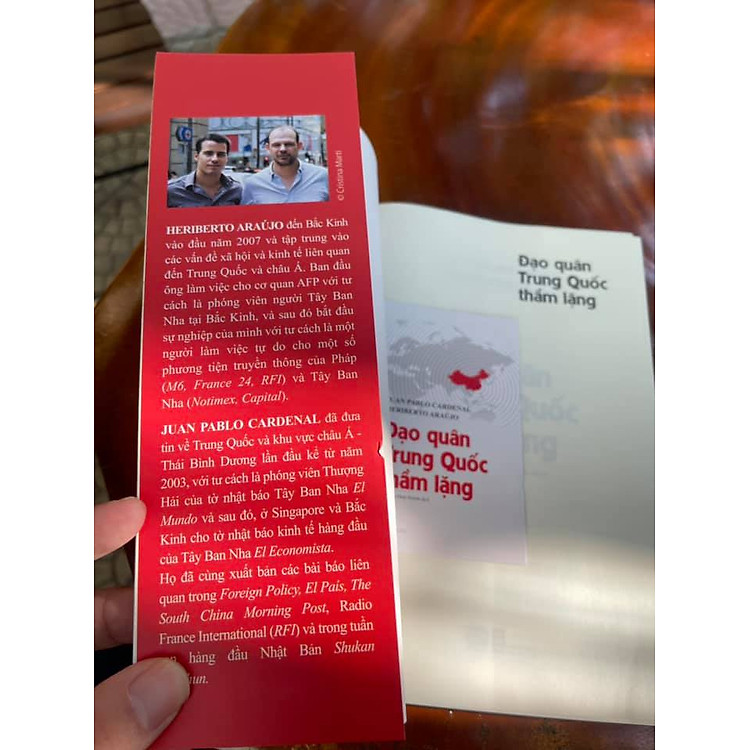 © Cristina Marti
HERIBERTO ARAÚJO đến Bắc Kinh
vào đầu năm 2007 và tập trung vào
các vấn đề xã hội và kinh tế liên quan
đến Trung Quốc và châu Á. Ban đầu
ông làm việc cho cơ quan AFP với tư
cách là phóng viên người Tây Ban
Nha tại Bắc Kinh, và sau đó bắt đầu
sự nghiệp của mình với tư cách là một
người làm việc tự do cho một số
phương tiện truyền thông của Pháp
(M6, France 24, RFI) và Tây Ban
Nha (Notimex, Capital).
JUAN PABLO CARDENAL đã đưa
tin về Trung Quốc và khu vực châu Á -
Thái Bình Dương lần đầu kể từ năm
2003, với tư cách là phóng viên Thượng
Hải của tờ nhật báo Tây Ban Nha El
Mundo và sau đó, ở Singapore và Bắc
Kinh cho tờ nhật báo kinh tế hàng đầu
của Tây Ban Nha El Economista.
Họ đã cùng xuất bản các bài báo liên
quan trong Foreign Policy, El País, The
South China Morning Post, Radio
France International (RFI) và trong tuần
hàng đầu Nhật Bản Shukan
Đạo quân
Trung Quốc
thầm lặng
JUAN PABLO CARDENAL
HERIBERTO ARAÚJO
Đạo quân
Trung Quốc
thầm lặng